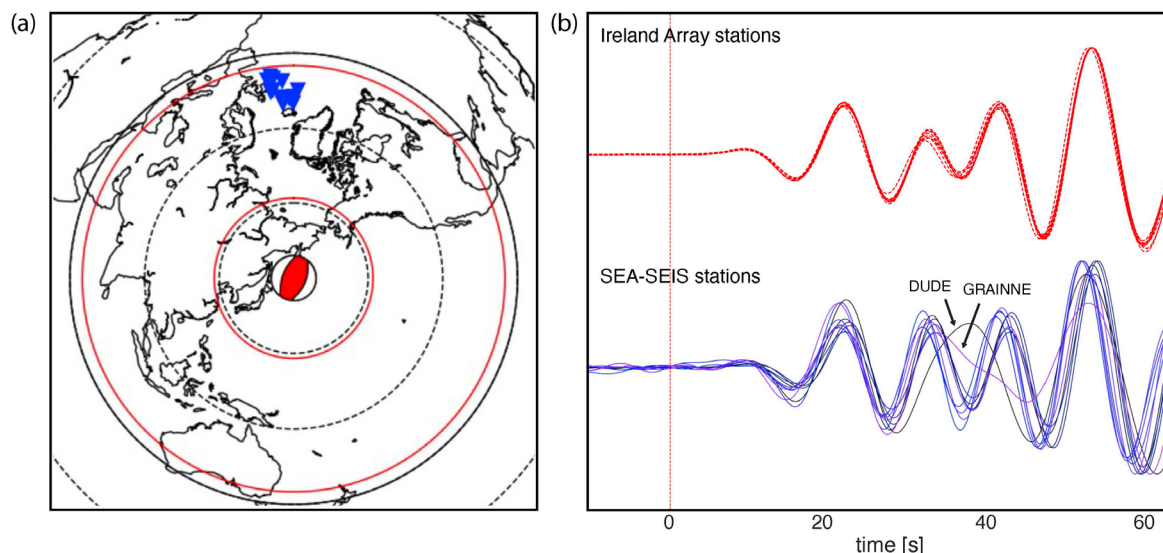 (a)
(b)
Ireland Array stations
SEA-SEIS stations
DUDE
GRAINNE
0
20
40
60
time [s]